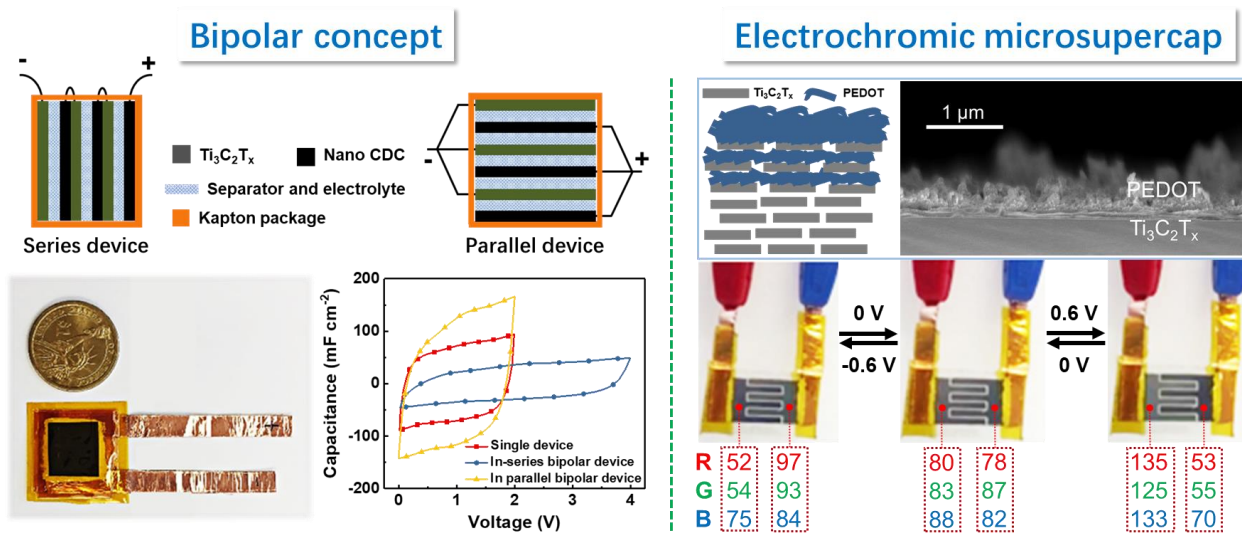 Bipolar concept
- +
Ti₃C₂Tₓ Nano CDC
Separator and electrolyte
Kapton package
Series device
- +
Parallel device
Capacitance (mF cm⁻²)
200
100
0
-100
-200
Single device
In-series bipolar device
In parallel bipolar device
0 1 2 3 4
Voltage (V)
Electrochromic microsupercap
Ti₃C₂Tₓ PEDOT
1 μm
PEDOT
Ti₃C₂Tₓ
0 V
-0.6 V
0.6 V
0 V
R 52 97 80 78 135 53
G 54 93 83 87 125 55
B 75 84 88 82 133 70